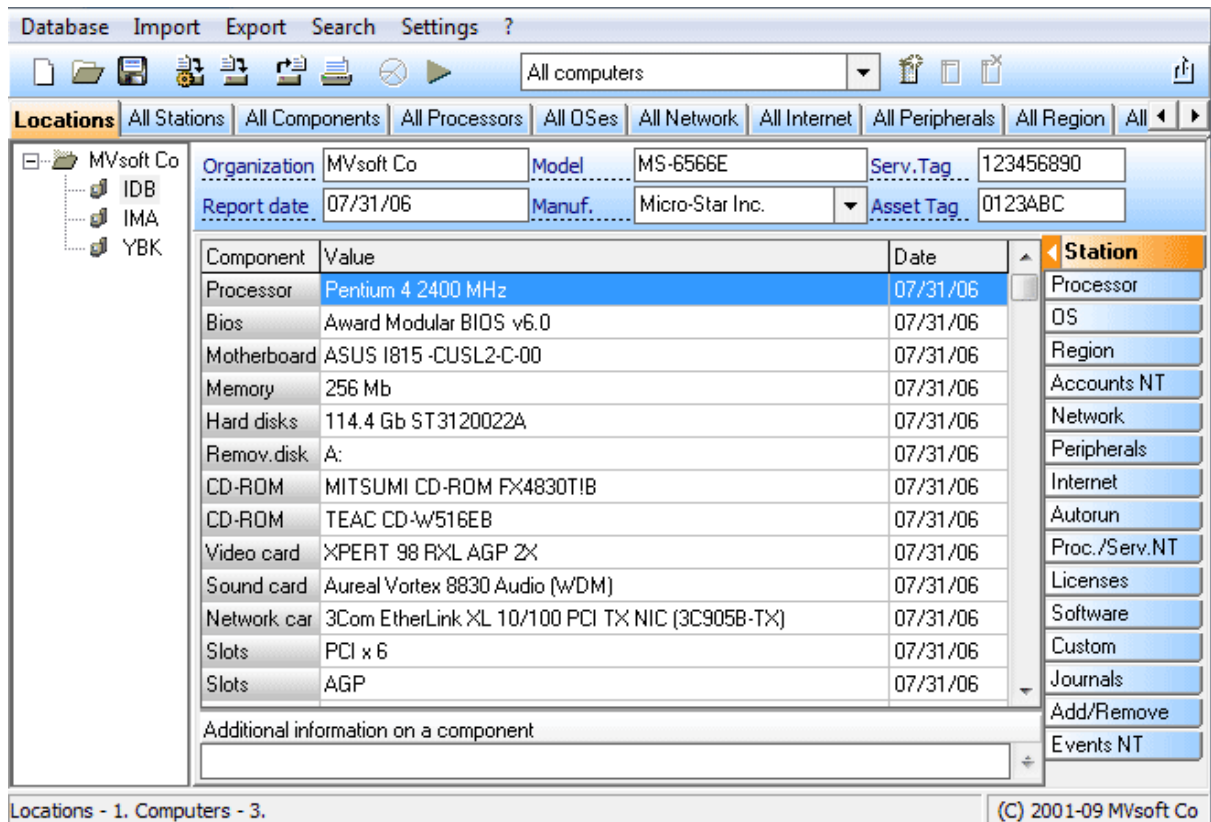 Database Import Export Search Settings ?
All computers
Locations All Stations All Components All Processors All OSes All Network All Internet All Peripherals All Region All
MVsoft Co
IDB
IMA
YBK
Organization MVsoft Co Model MS-6566E Serv.Tag 123456890
Report date 07/31/06 Manuf. Micro-Star Inc. Asset Tag 0123ABC
Component Value Date
Processor Pentium 4 2400 MHz 07/31/06
Bios Award Modular BIOS v6.0 07/31/06
Motherboard ASUS I815 -CUSL2-C-00 07/31/06
Memory 256 Mb 07/31/06
Hard disks 114.4 Gb ST3120022A 07/31/06
Remov.disk A: 07/31/06
CD-ROM MITSUMI CD-ROM FX4830T!B 07/31/06
CD-ROM TEAC CD-W516EB 07/31/06
Video card XPERT 98 RXL AGP 2X 07/31/06
Sound card Aureal Vortex 8830 Audio (WDM) 07/31/06
Network car 3Com EtherLink XL 10/100 PCI TX NIC (3C905B-TX) 07/31/06
Slots PCI x 6 07/31/06
Slots AGP 07/31/06
Additional information on a component
Station
Processor
OS
Region
Accounts NT
Network
Peripherals
Internet
Autorun
Proc./Serv.NT
Licenses
Software
Custom
Journals
Add/Remove
Events NT
Locations - 1. Computers - 3.
(C) 2001-09 MVsoft Co